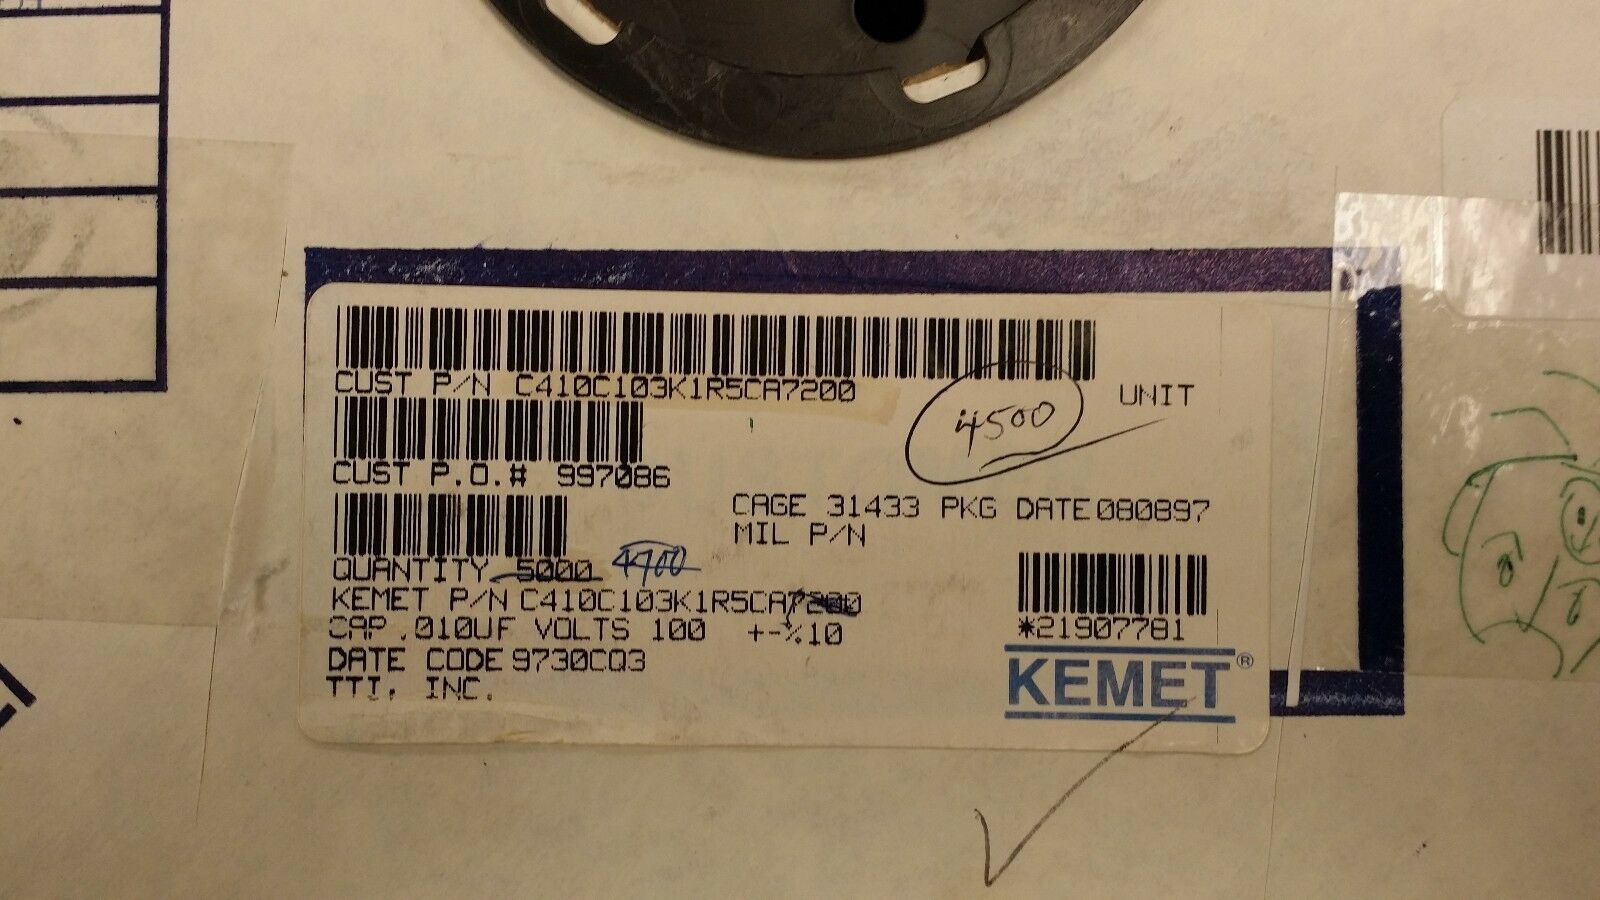 CUST P/N C410C103K1R5CA7200
4500
UNIT
CUST P.O.# 997086
CAGE 31433 PKG DATE 080897
MIL P/N
QUANTITY 5000 4700
KEMET P/N C410C103K1R5CA7200
*21907781
CAP .010UF VOLTS 100 +-%10
DATE CODE 9730CQ3
TTI, INC.
KEMET®